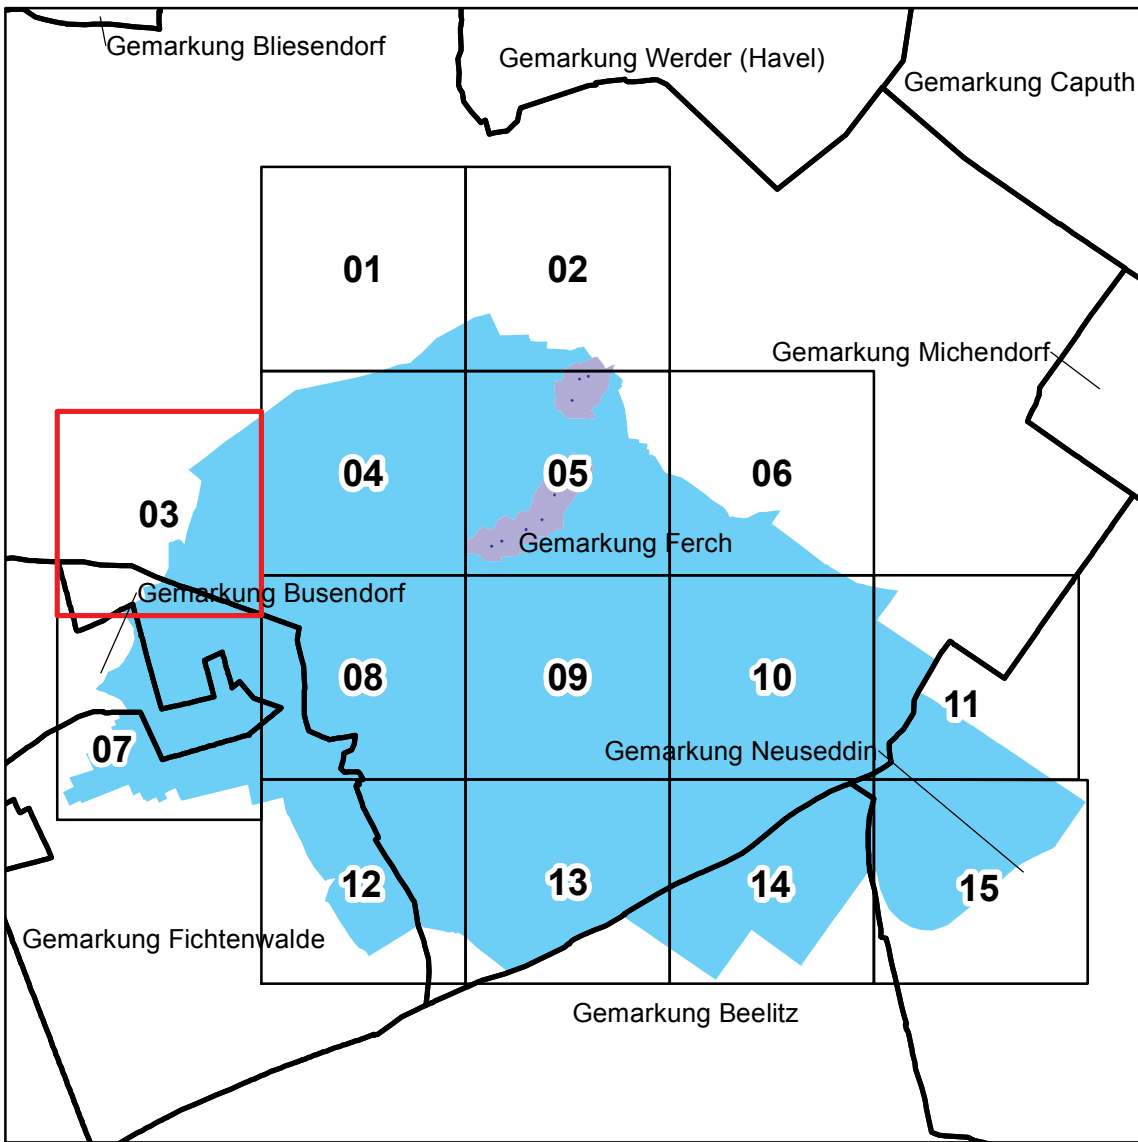 Gemarkung Bliesendorf
Gemarkung Werder (Havel)
Gemarkung Caputh
01
02
Gemarkung Michendorf
04
05
06
03
Gemarkung Ferch
Gemarkung Busendorf
08
09
10
11
07
Gemarkung Neuseddin
12
13
14
15
Gemarkung Fichtenwalde
Gemarkung Beelitz